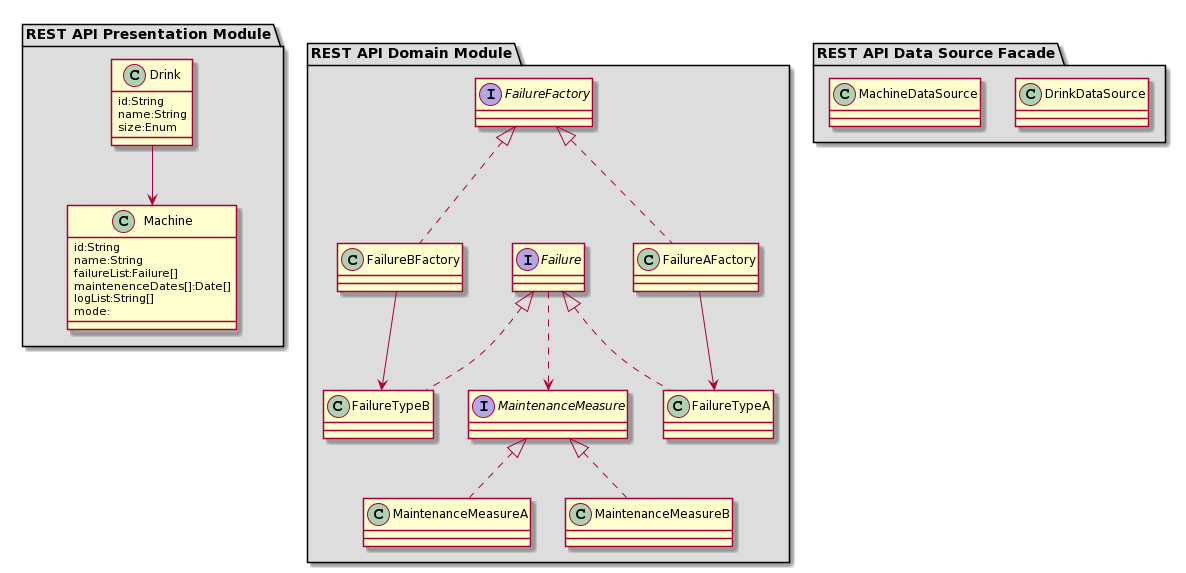 REST API Presentation Module
C Drink
id:String
name:String
size:Enum
C Machine
id:String
name:String
failureList:Failure[]
maintenenceDates[]:Date[]
logList:String[]
mode:
REST API Domain Module
I FailureFactory
C FailureBFactory
I Failure
C FailureAFactory
C FailureTypeB
I MaintenanceMeasure
C FailureTypeA
C MaintenanceMeasureA
C MaintenanceMeasureB
REST API Data Source Facade
C MachineDataSource
C DrinkDataSource